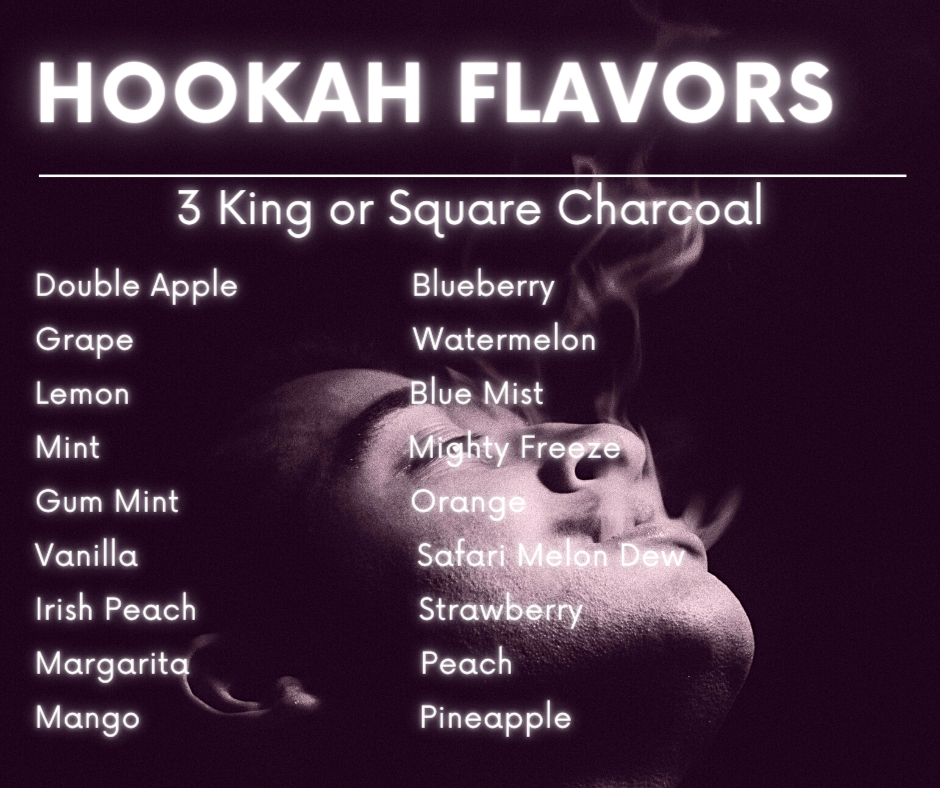 HOOKAH FLAVORS
3 King or Square Charcoal
Double Apple
Grape
Lemon
Mint
Gum Mint
Vanilla
Irish Peach
Margarita
Mango
Blueberry
Watermelon
Blue Mist
Mighty Freeze
Orange
Safari Melon Dew
Strawberry
Peach
Pineapple